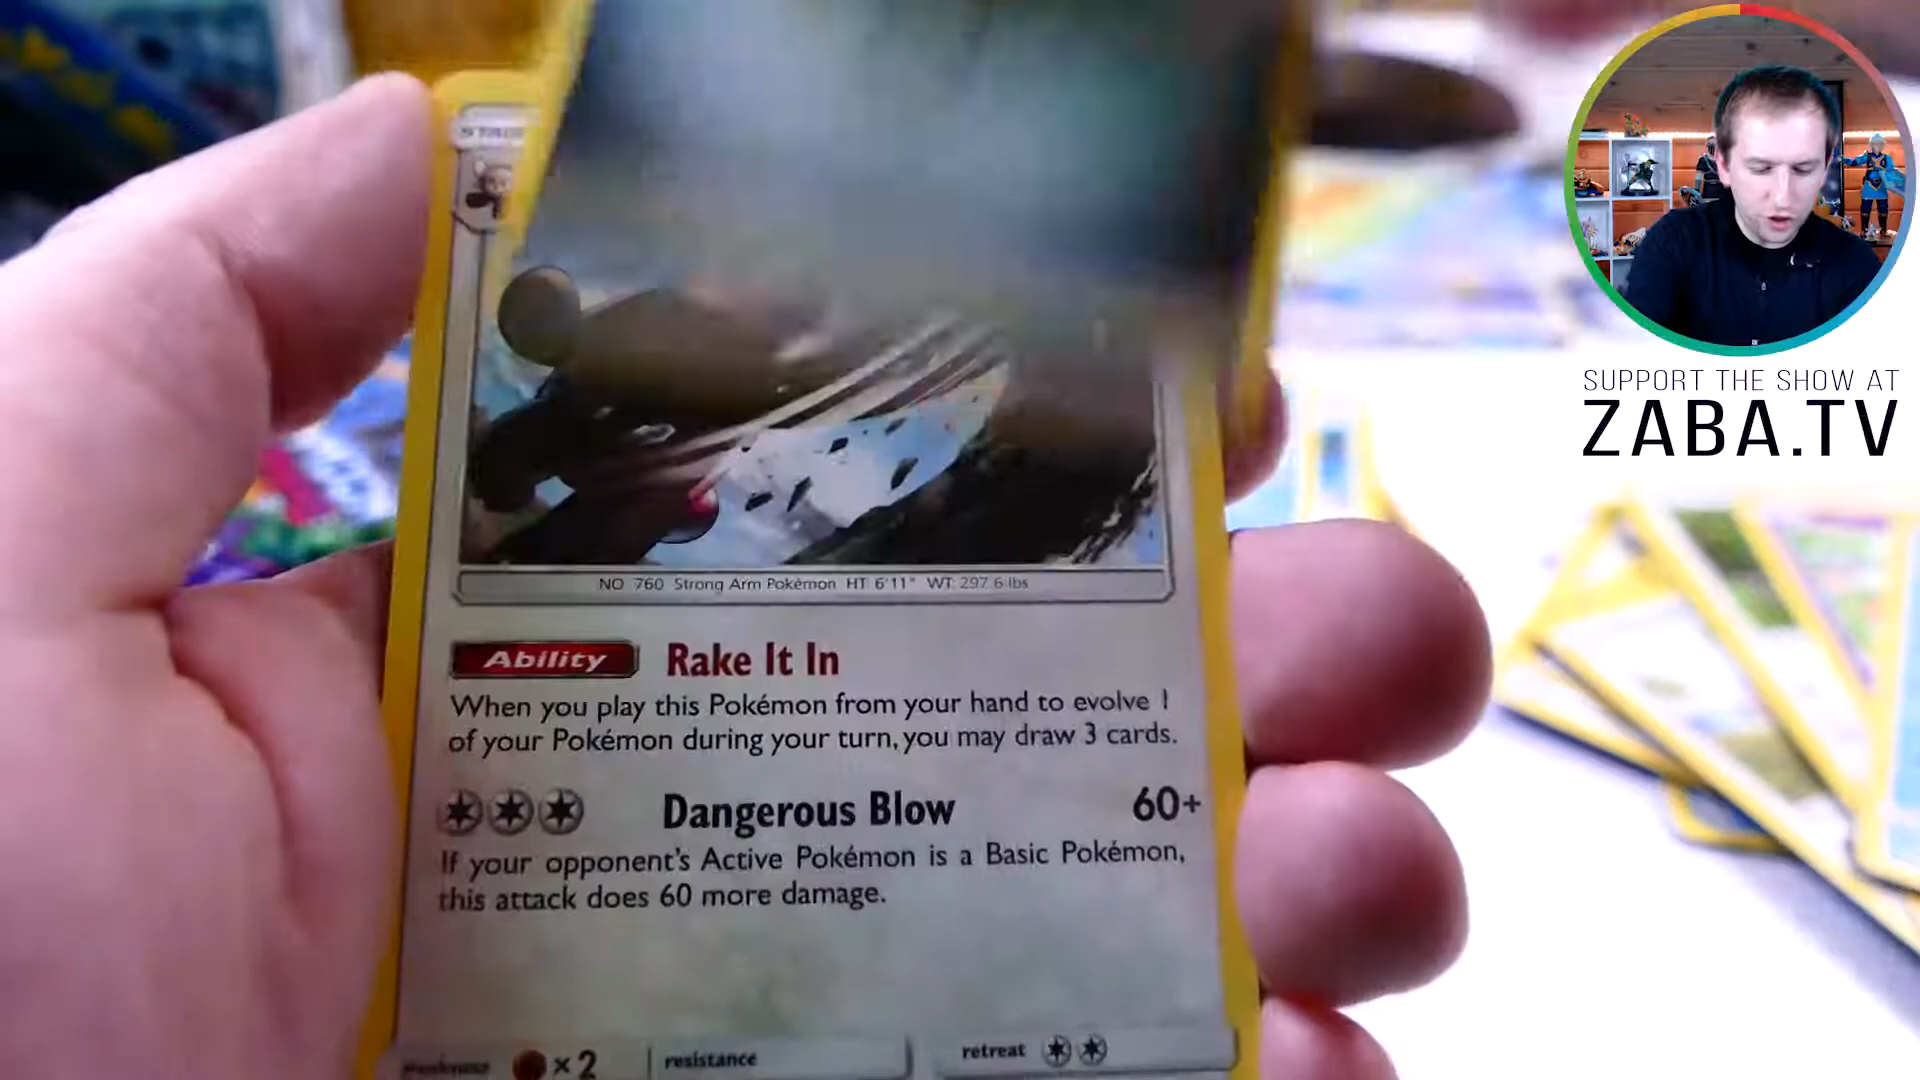 STAGE
NO 760 Strong Arm Pokémon HT 6'11" WT: 297.6 lbs
Ability Rake It In
When you play this Pokémon from your hand to evolve 1
of your Pokémon during your turn, you may draw 3 cards.
Dangerous Blow 60+
If your opponent's Active Pokémon is a Basic Pokémon,
this attack does 60 more damage.
weakness ×2 resistance retreat
SUPPORT THE SHOW AT
ZABA.TV